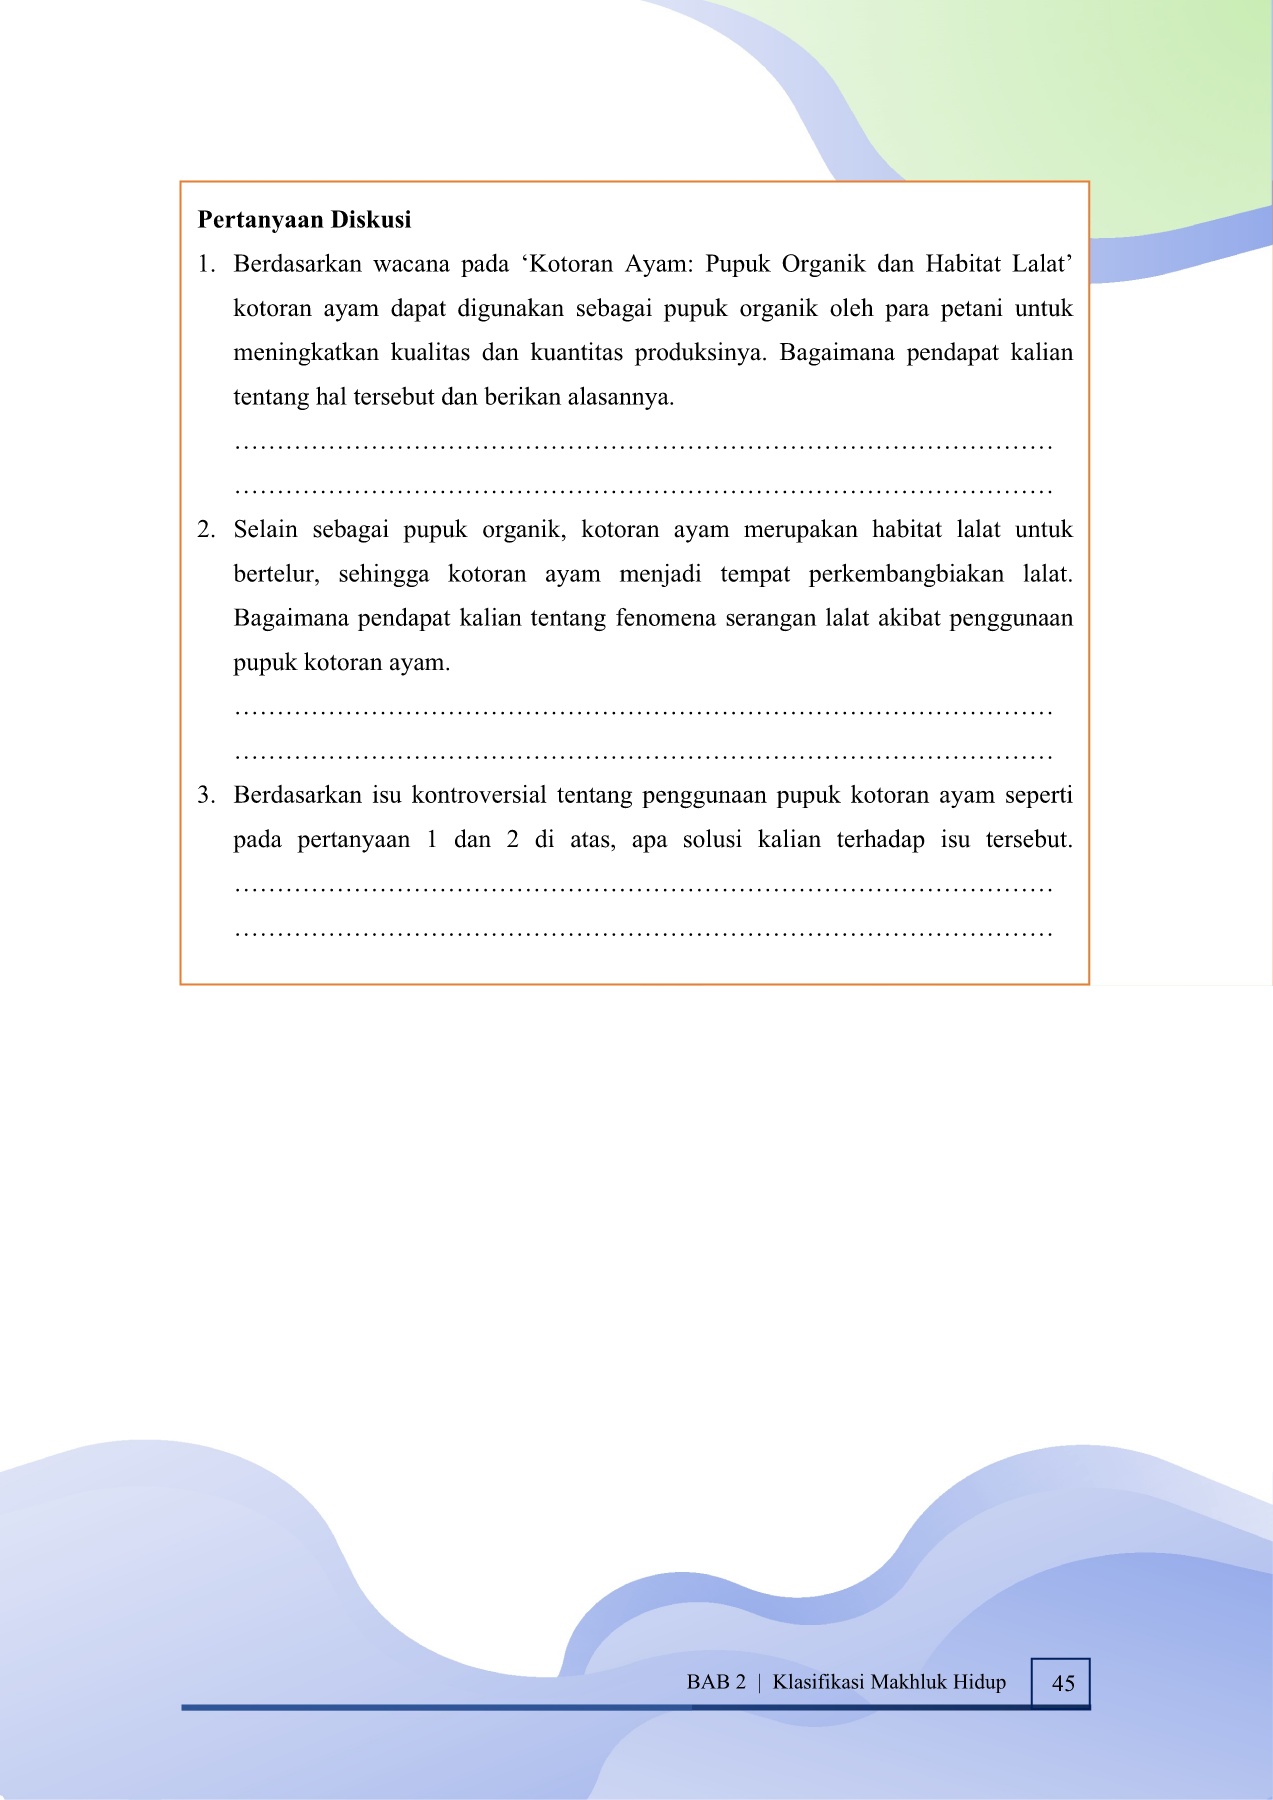 Pertanyaan Diskusi
1. Berdasarkan wacana pada ‘Kotoran Ayam: Pupuk Organik dan Habitat Lalat’
kotoran ayam dapat digunakan sebagai pupuk organik oleh para petani untuk
meningkatkan kualitas dan kuantitas produksinya. Bagaimana pendapat kalian
tentang hal tersebut dan berikan alasannya.
………………………………………………………………………………………
………………………………………………………………………………………
2. Selain sebagai pupuk organik, kotoran ayam merupakan habitat lalat untuk
bertelur, sehingga kotoran ayam menjadi tempat perkembangbiakan lalat.
Bagaimana pendapat kalian tentang fenomena serangan lalat akibat penggunaan
pupuk kotoran ayam.
………………………………………………………………………………………
………………………………………………………………………………………
3. Berdasarkan isu kontroversial tentang penggunaan pupuk kotoran ayam seperti
pada pertanyaan 1 dan 2 di atas, apa solusi kalian terhadap isu tersebut.
………………………………………………………………………………………
………………………………………………………………………………………
BAB 2 | Klasifikasi Makhluk Hidup 45